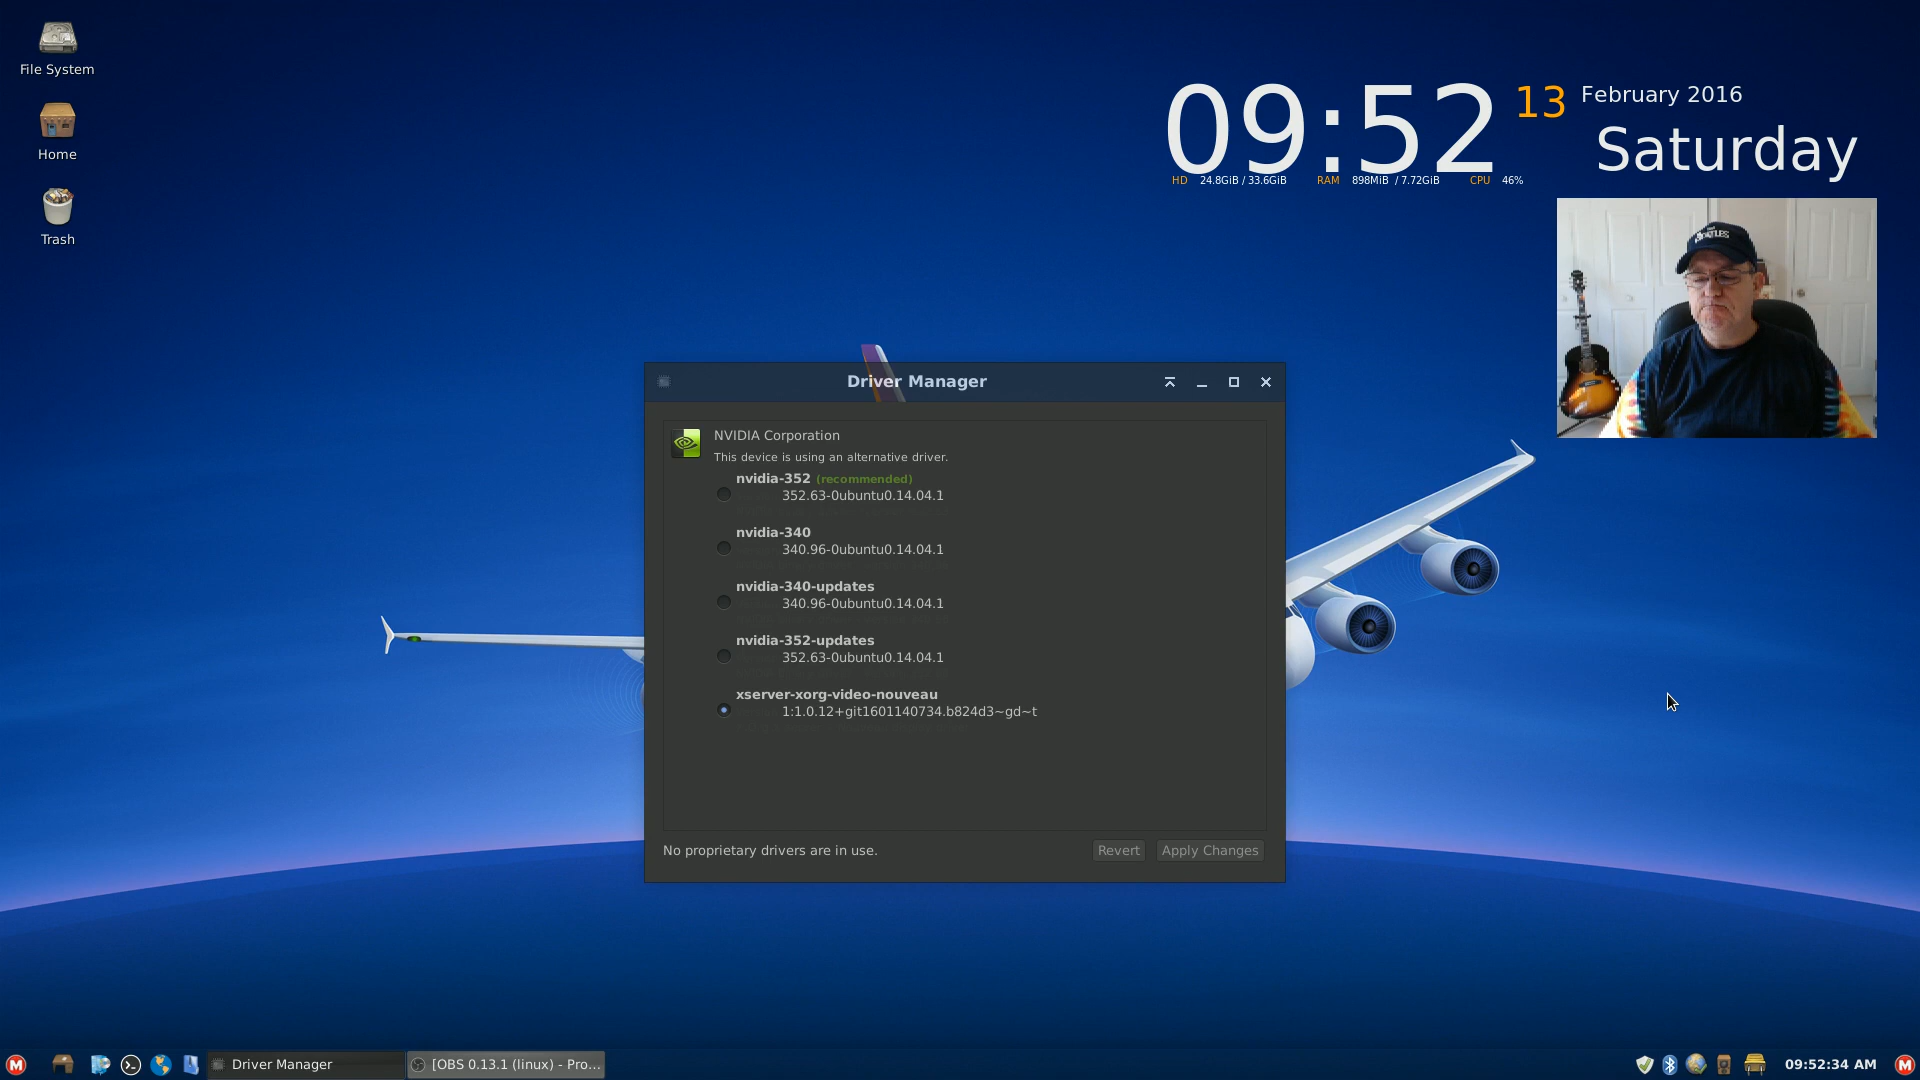 File System
Home
Trash
09:52 13 February 2016
Saturday
HD 24.8GiB / 33.6GiB RAM 898MiB / 7.72GiB CPU 46%
Driver Manager
NVIDIA Corporation
This device is using an alternative driver.
nvidia-352 (recommended)
352.63-0ubuntu0.14.04.1
nvidia-340
340.96-0ubuntu0.14.04.1
nvidia-340-updates
340.96-0ubuntu0.14.04.1
nvidia-352-updates
352.63-0ubuntu0.14.04.1
xserver-xorg-video-nouveau
1:1.0.12+git1601140734.b824d3~gd~t
No proprietary drivers are in use.
Revert
Apply Changes
Driver Manager
[OBS 0.13.1 (linux) - Pro...
09:52:34 AM